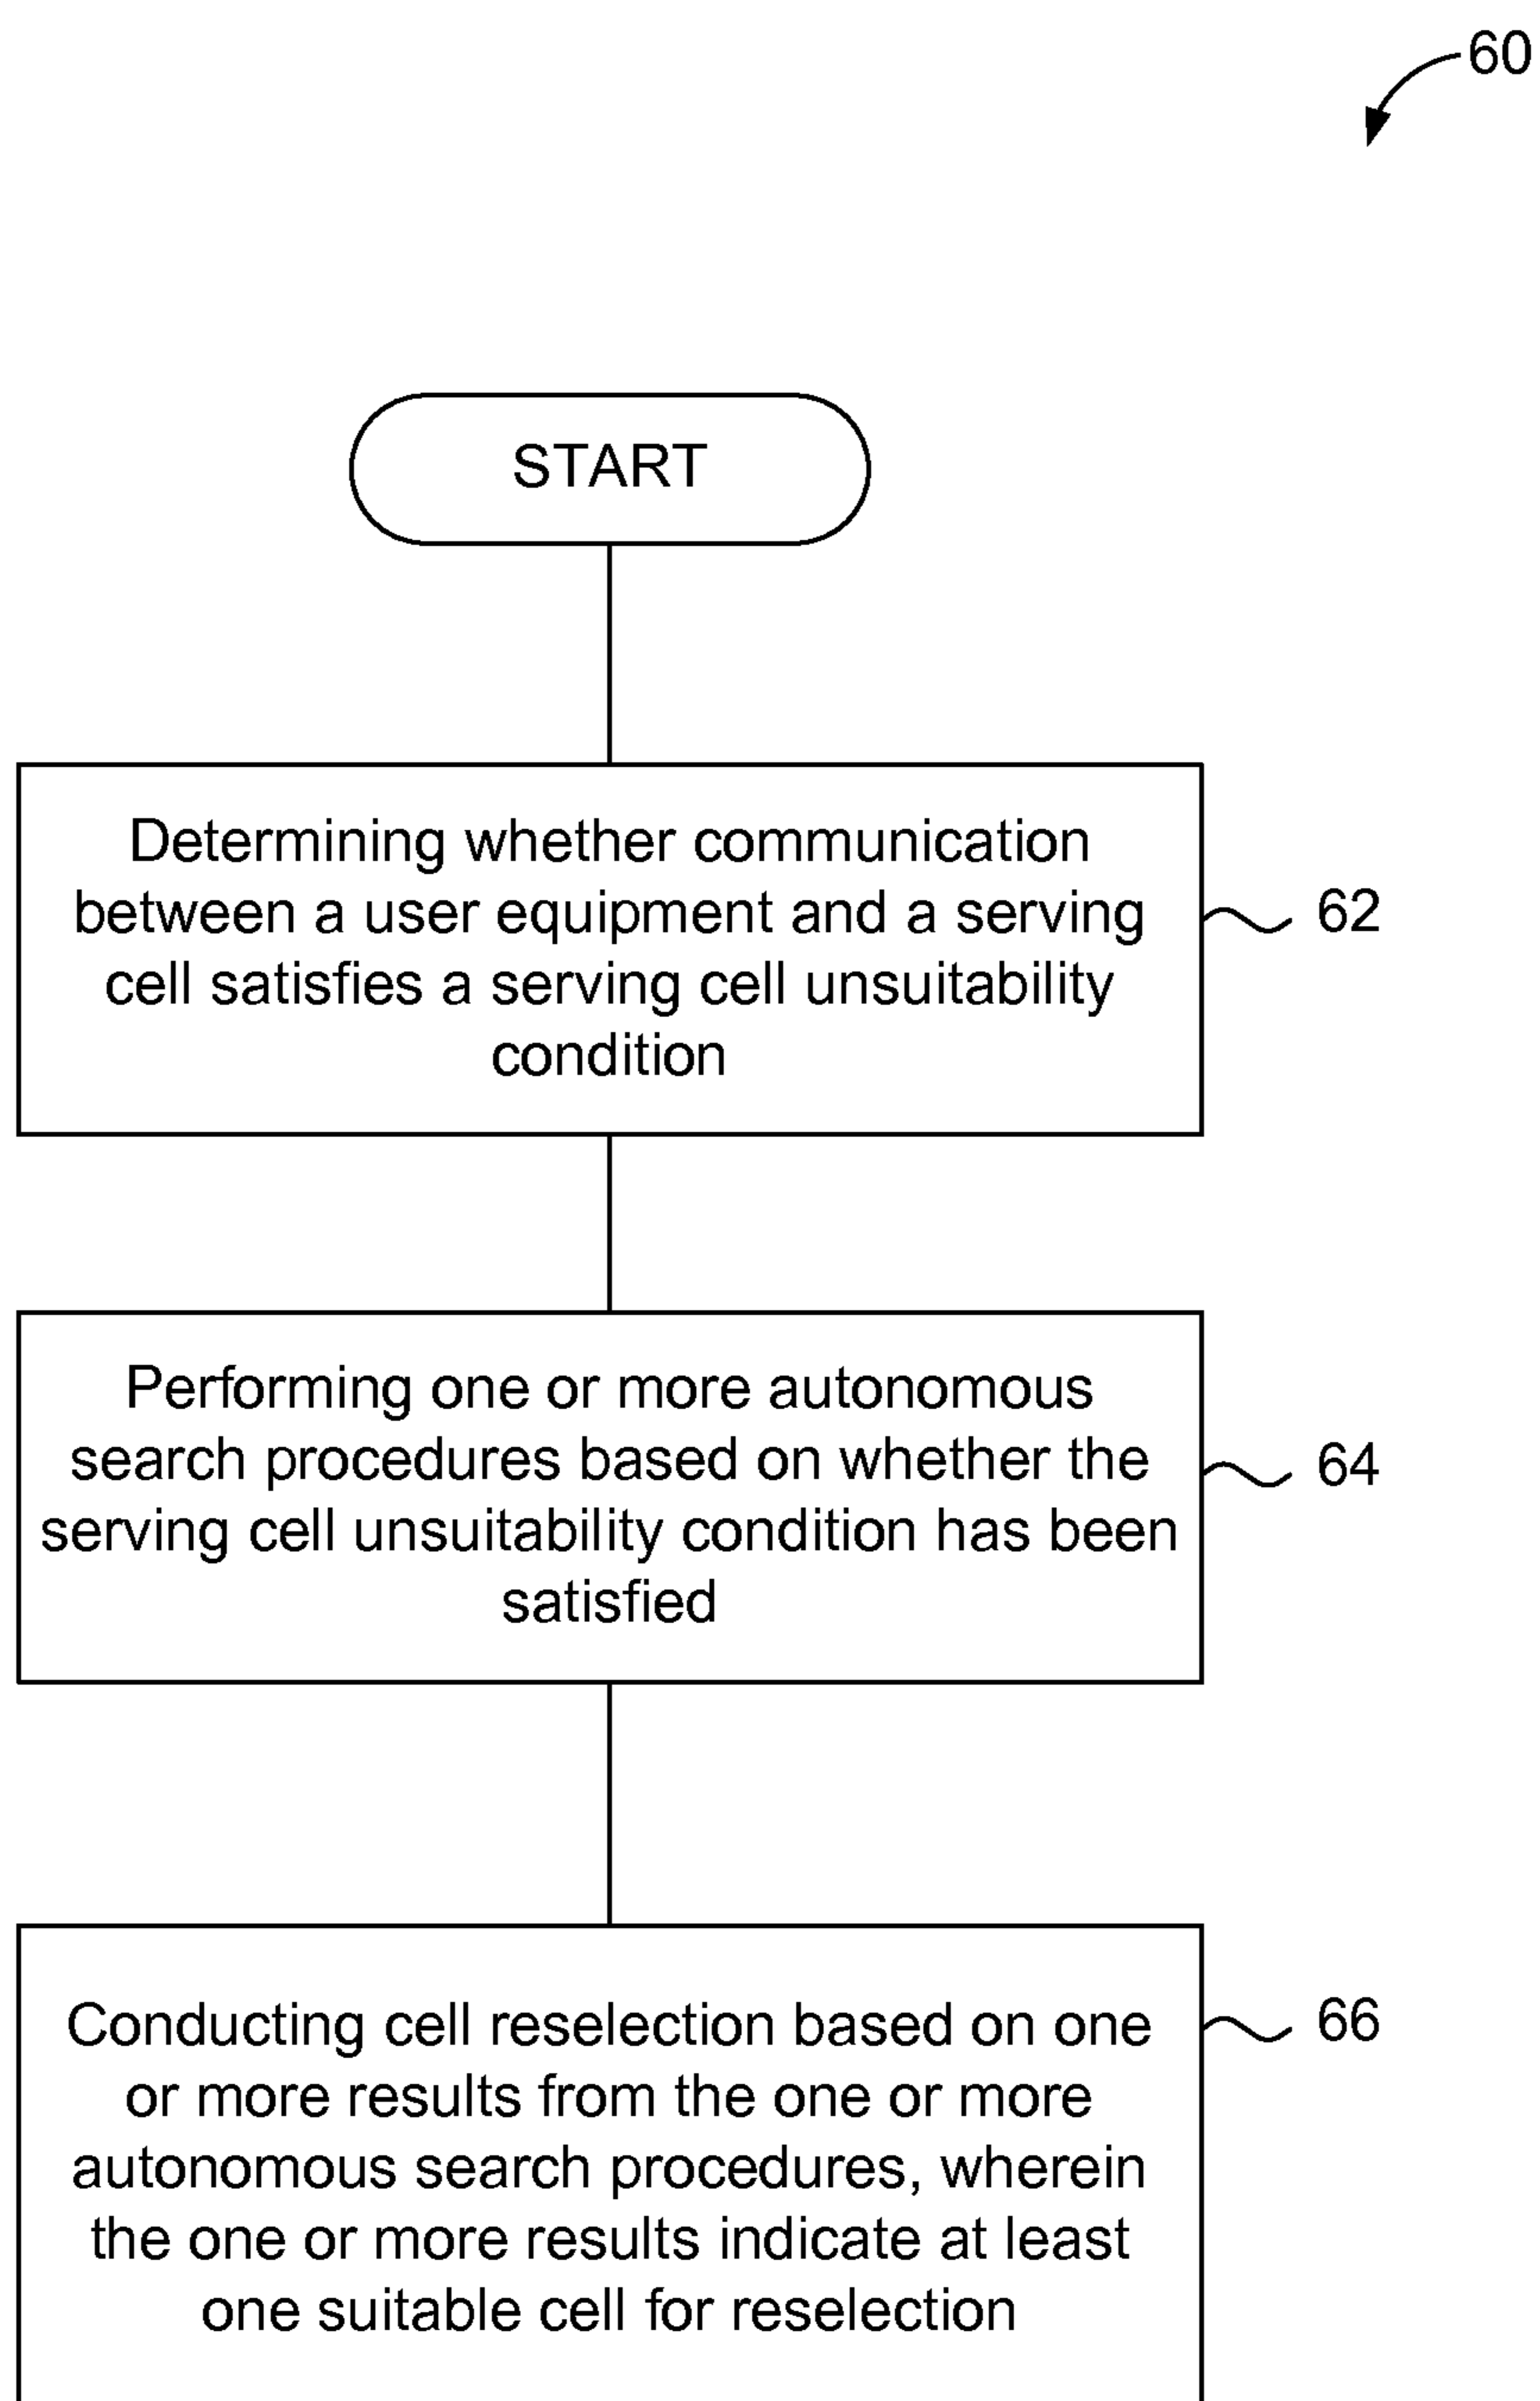 60
START
Determining whether communication
between a user equipment and a serving
cell satisfies a serving cell unsuitability
condition
62
Performing one or more autonomous
search procedures based on whether the
serving cell unsuitability condition has been
satisfied
64
Conducting cell reselection based on one
or more results from the one or more
autonomous search procedures, wherein
the one or more results indicate at least
one suitable cell for reselection
66